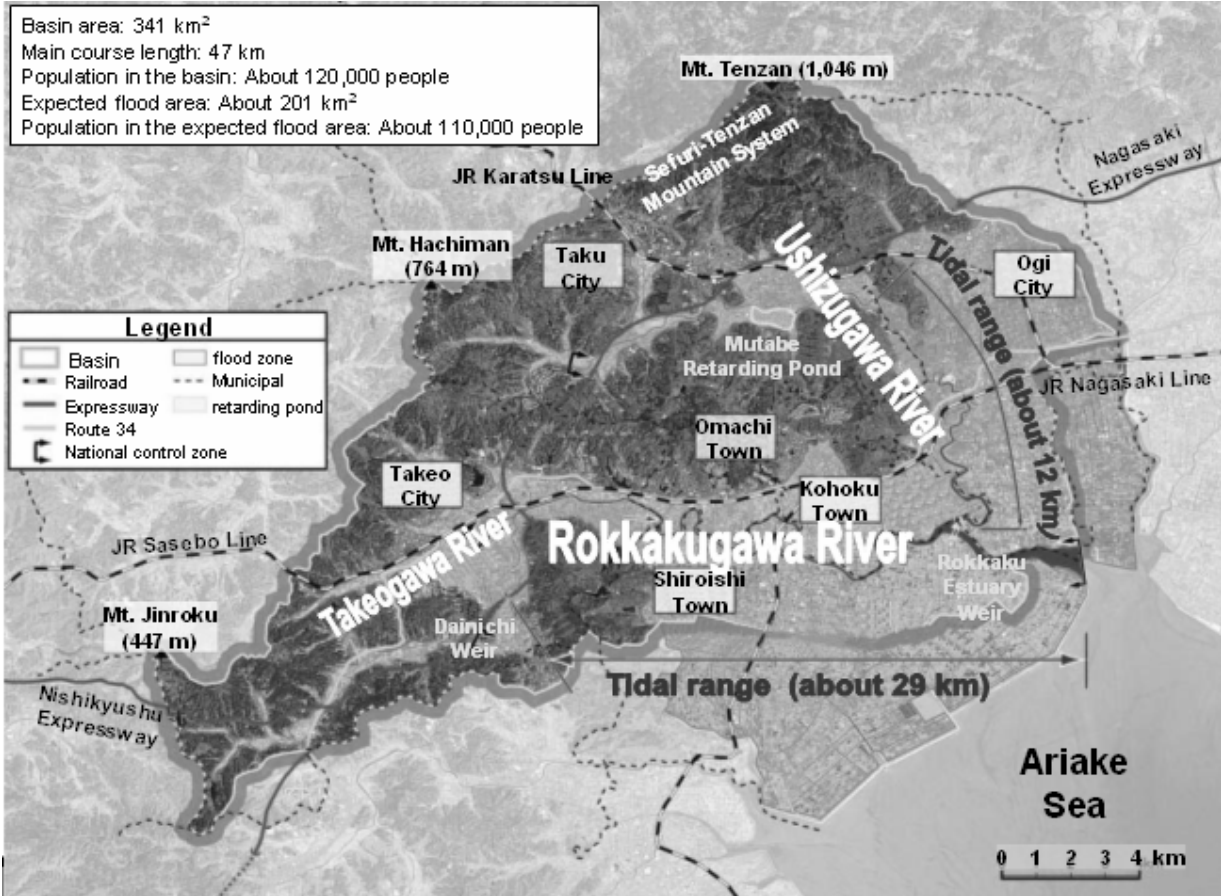 Basin area: 341 km²
Main course length: 47 km
Population in the basin: About 120,000 people
Expected flood area: About 201 km²
Population in the expected flood area: About 110,000 people
Mt. Tenzan (1,046 m)
Sefuri-Tenzan
Mountain System
Nagasaki
Expressway
JR Karatsu Line
Mt. Hachiman
(764 m)
Taku
City
Ushizugawa River
Tidal range (about 12 km)
Ogi
City
Legend
Basin
flood zone
Railroad
Municipal
Expressway
retarding pond
Route 34
National control zone
Mutabe
Retarding Pond
JR Nagasaki Line
Omachi
Town
Takeo
City
Kohoku
Town
JR Sasebo Line
Takeogawa River
Rokkakugawa River
Rokkaku
Estuary
Weir
Shiroishi
Town
Mt. Jinroku
(447 m)
Dainichi
Weir
Tidal range (about 29 km)
Nishikyushu
Expressway
Ariake
Sea
0 1 2 3 4 km